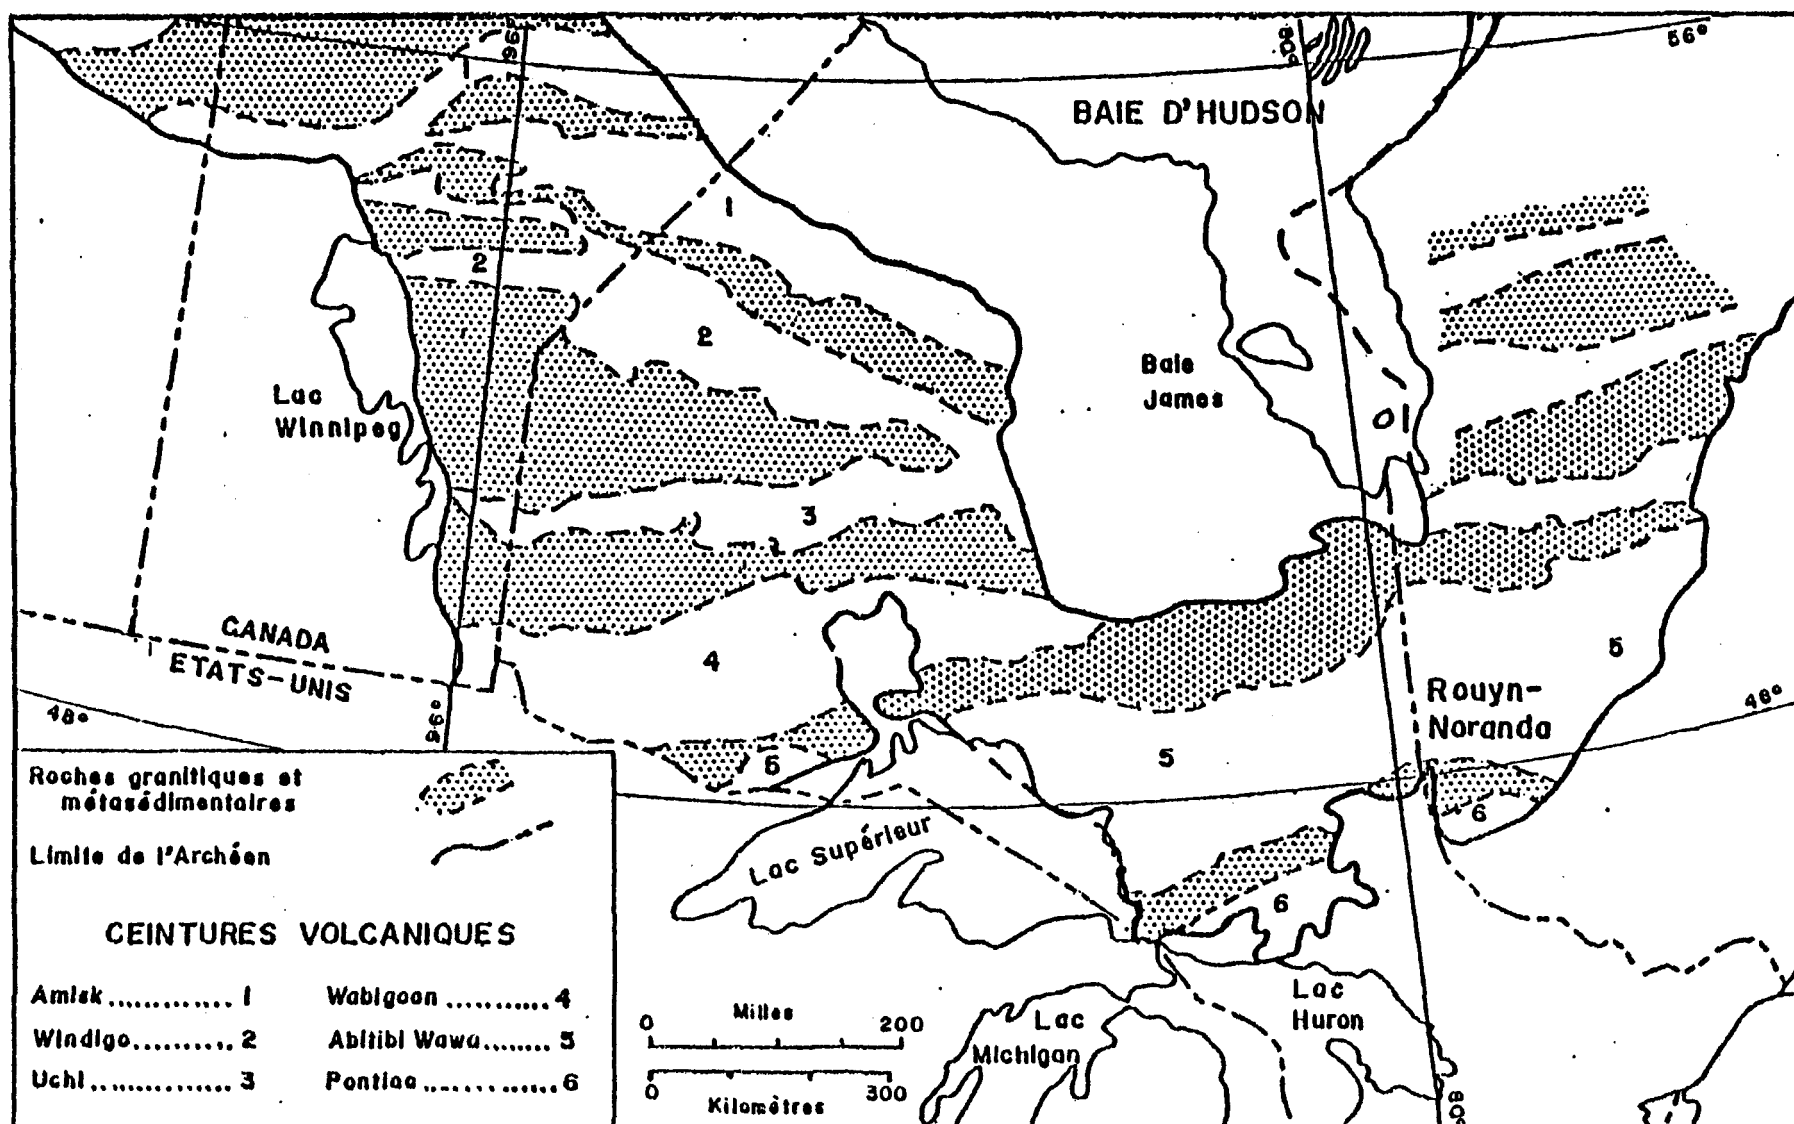 96°
80°
56°
BAIE D'HUDSON
1
1
2
2
Baie
James
Lac
Winnipeg
3
CANADA
ETATS-UNIS
4
5
Rouyn-
Noranda
48°
96°
48°
5
5
6
6
Lac Supérieur
Lac
Huron
Lac
Michigan
80°
Roches granitiques et
métasédimentaires
Limite de l'Archéen
CEINTURES VOLCANIQUES
Amisk ............. 1
Windigo .......... 2
Uchi .............. 3
Wabigoon .......... 4
Abitibi Wawa ....... 5
Pontiac ............. 6
0 Milles 200
0 Kilomètres 300